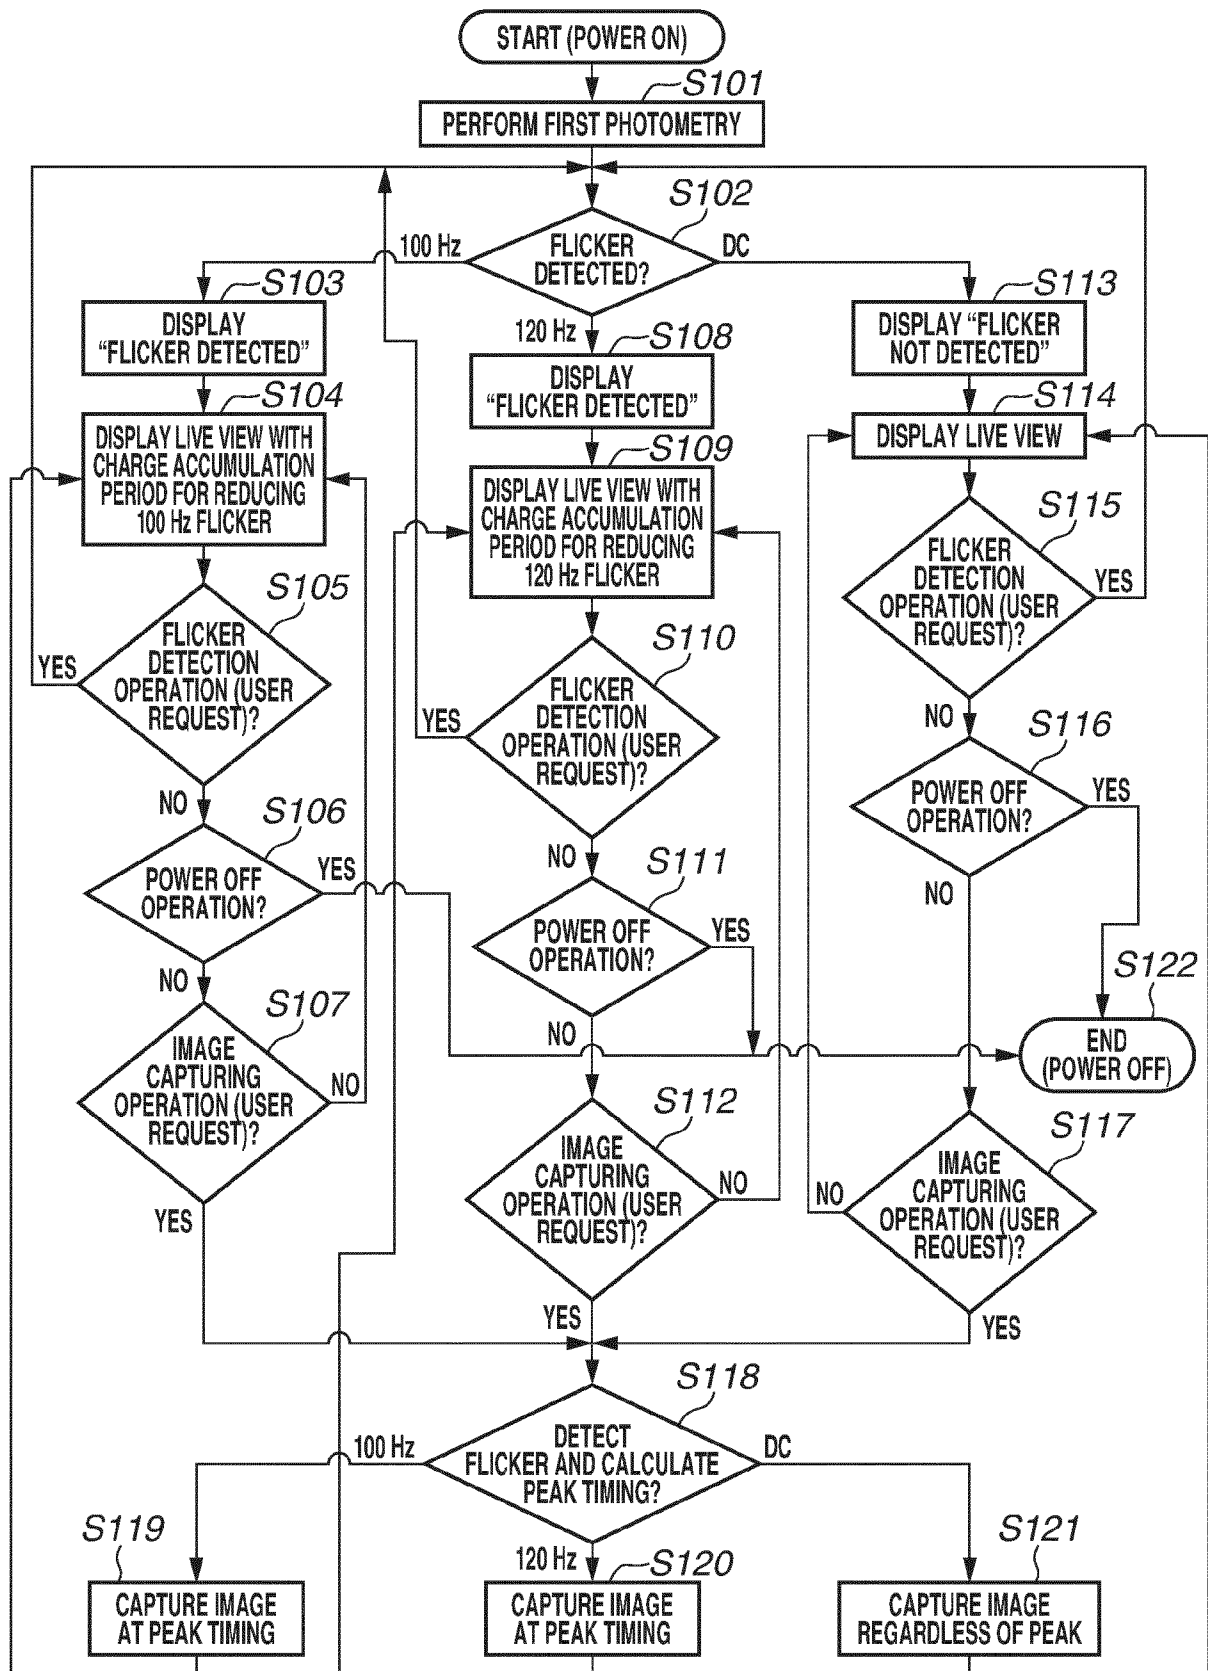 START (POWER ON)
S101
PERFORM FIRST PHOTOMETRY
S102
100 Hz
FLICKER
DETECTED?
DC
120 Hz
S103
DISPLAY
“FLICKER DETECTED”
S108
DISPLAY
“FLICKER DETECTED”
S113
DISPLAY “FLICKER
NOT DETECTED”
S104
DISPLAY LIVE VIEW WITH
CHARGE ACCUMULATION
PERIOD FOR REDUCING
100 Hz FLICKER
S109
DISPLAY LIVE VIEW WITH
CHARGE ACCUMULATION
PERIOD FOR REDUCING
120 Hz FLICKER
S114
DISPLAY LIVE VIEW
S105
YES
FLICKER
DETECTION
OPERATION (USER
REQUEST)?
NO
S110
YES
FLICKER
DETECTION
OPERATION (USER
REQUEST)?
NO
S115
FLICKER
DETECTION
OPERATION (USER
REQUEST)?
YES
NO
S106
POWER OFF
OPERATION?
YES
NO
S111
POWER OFF
OPERATION?
YES
NO
S116
POWER OFF
OPERATION?
YES
NO
S122
END
(POWER OFF)
S107
IMAGE
CAPTURING
OPERATION (USER
REQUEST)?
NO
YES
S112
IMAGE
CAPTURING
OPERATION (USER
REQUEST)?
NO
YES
S117
NO
IMAGE
CAPTURING
OPERATION (USER
REQUEST)?
YES
S118
100 Hz
DETECT
FLICKER AND CALCULATE
PEAK TIMING?
DC
120 Hz
S119
CAPTURE IMAGE
AT PEAK TIMING
S120
CAPTURE IMAGE
AT PEAK TIMING
S121
CAPTURE IMAGE
REGARDLESS OF PEAK